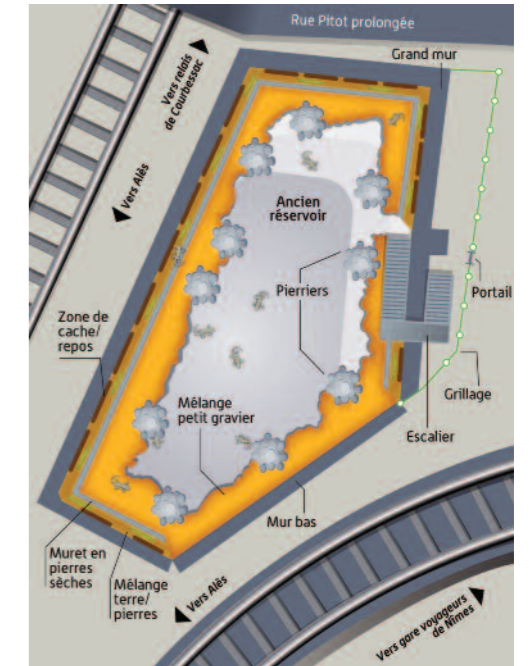 Rue Pitot prolongée
Grand mur
Vers relais
de Courbessac
Vers Alès
Ancien
réservoir
Pierriers
Portail
Zone de
cache/
repos
Grillage
Mélange
petit gravier
Escalier
Mur bas
Muret en
pierres
sèches
Mélange
terre/
pierres
Vers Alès
Vers gare voyageurs
de Nîmes